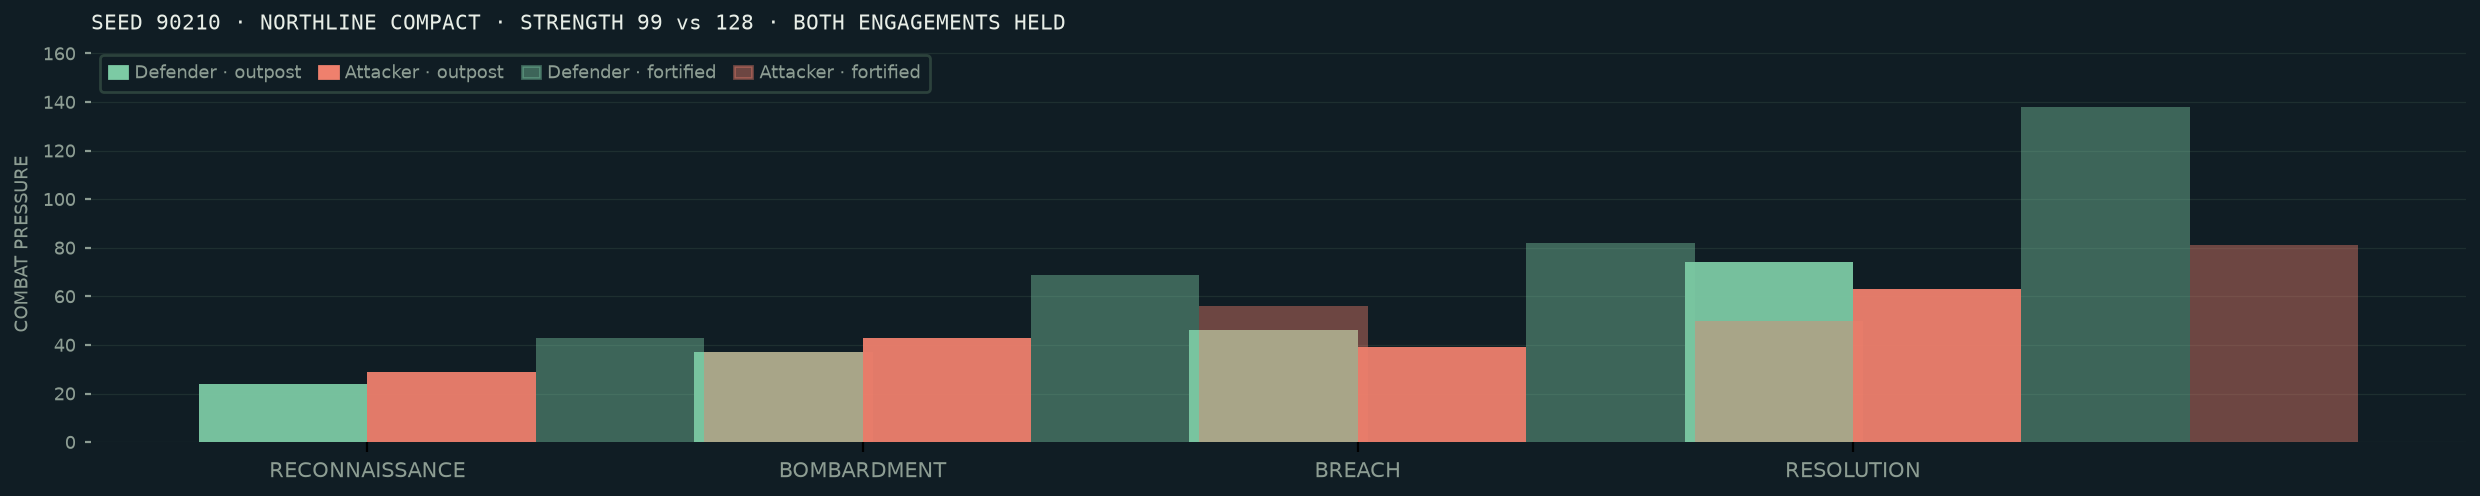 SEED 90210 · NORTHLINE COMPACT · STRENGTH 99 vs 128 · BOTH ENGAGEMENTS HELD
Defender · outpost Attacker · outpost Defender · fortified Attacker · fortified
COMBAT PRESSURE
160
140
120
100
80
60
40
20
0
RECONNAISSANCE BOMBARDMENT BREACH RESOLUTION